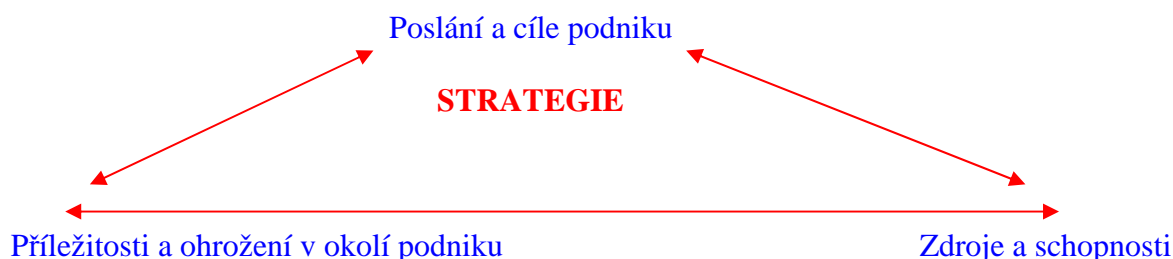 Poslání a cíle podniku
STRATEGIE
Příležitosti a ohrožení v okolí podniku
Zdroje a schopnosti